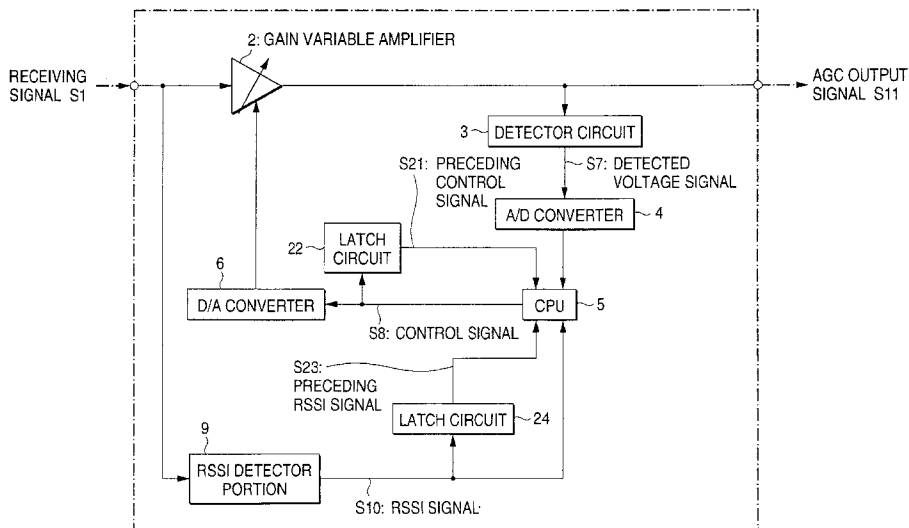 2: GAIN VARIABLE AMPLIFIER
RECEIVING
SIGNAL S1
AGC OUTPUT
SIGNAL S11
3
DETECTOR CIRCUIT
S21: PRECEDING
CONTROL
SIGNAL
S7: DETECTED
VOLTAGE SIGNAL
A/D CONVERTER
4
22
LATCH
CIRCUIT
6
D/A CONVERTER
CPU
5
S8: CONTROL SIGNAL
S23:
PRECEDING
RSSI SIGNAL
LATCH CIRCUIT
24
9
RSSI DETECTOR
PORTION
S10: RSSI SIGNAL